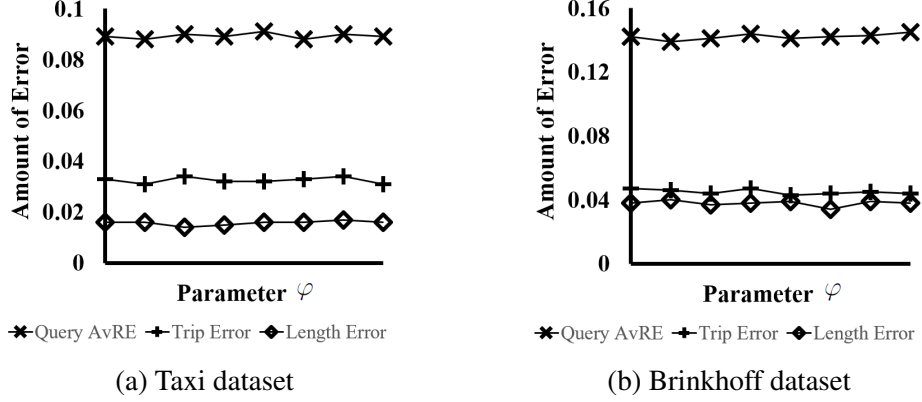 0.1
0.08
0.06
0.04
0.02
0
Amount of Error
Parameter φ
Query AvRE Trip Error Length Error
(a) Taxi dataset
0.16
0.12
0.08
0.04
0
Amount of Error
Parameter φ
Query AvRE Trip Error Length Error
(b) Brinkhoff dataset